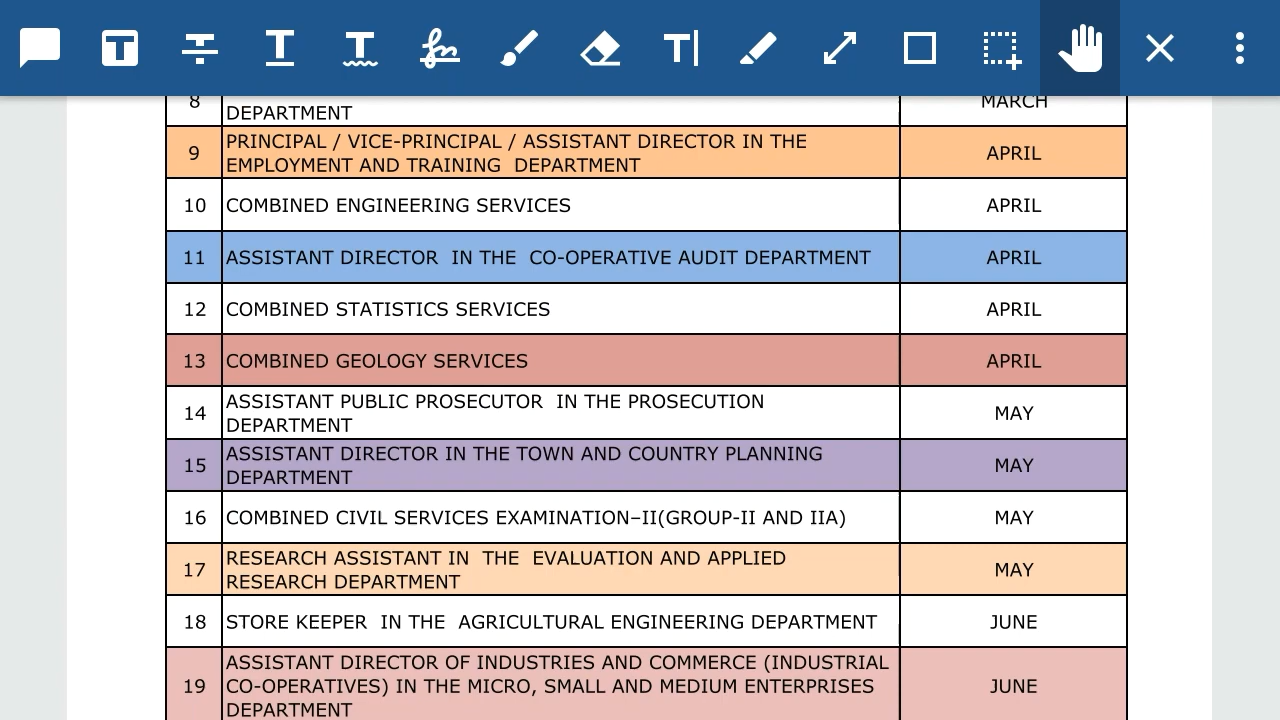 8
DEPARTMENT
MARCH
9
PRINCIPAL / VICE-PRINCIPAL / ASSISTANT DIRECTOR IN THE
EMPLOYMENT AND TRAINING DEPARTMENT
APRIL
10
COMBINED ENGINEERING SERVICES
APRIL
11
ASSISTANT DIRECTOR IN THE CO-OPERATIVE AUDIT DEPARTMENT
APRIL
12
COMBINED STATISTICS SERVICES
APRIL
13
COMBINED GEOLOGY SERVICES
APRIL
14
ASSISTANT PUBLIC PROSECUTOR IN THE PROSECUTION
DEPARTMENT
MAY
15
ASSISTANT DIRECTOR IN THE TOWN AND COUNTRY PLANNING
DEPARTMENT
MAY
16
COMBINED CIVIL SERVICES EXAMINATION–II(GROUP-II AND IIA)
MAY
17
RESEARCH ASSISTANT IN THE EVALUATION AND APPLIED
RESEARCH DEPARTMENT
MAY
18
STORE KEEPER IN THE AGRICULTURAL ENGINEERING DEPARTMENT
JUNE
19
ASSISTANT DIRECTOR OF INDUSTRIES AND COMMERCE (INDUSTRIAL
CO-OPERATIVES) IN THE MICRO, SMALL AND MEDIUM ENTERPRISES
DEPARTMENT
JUNE